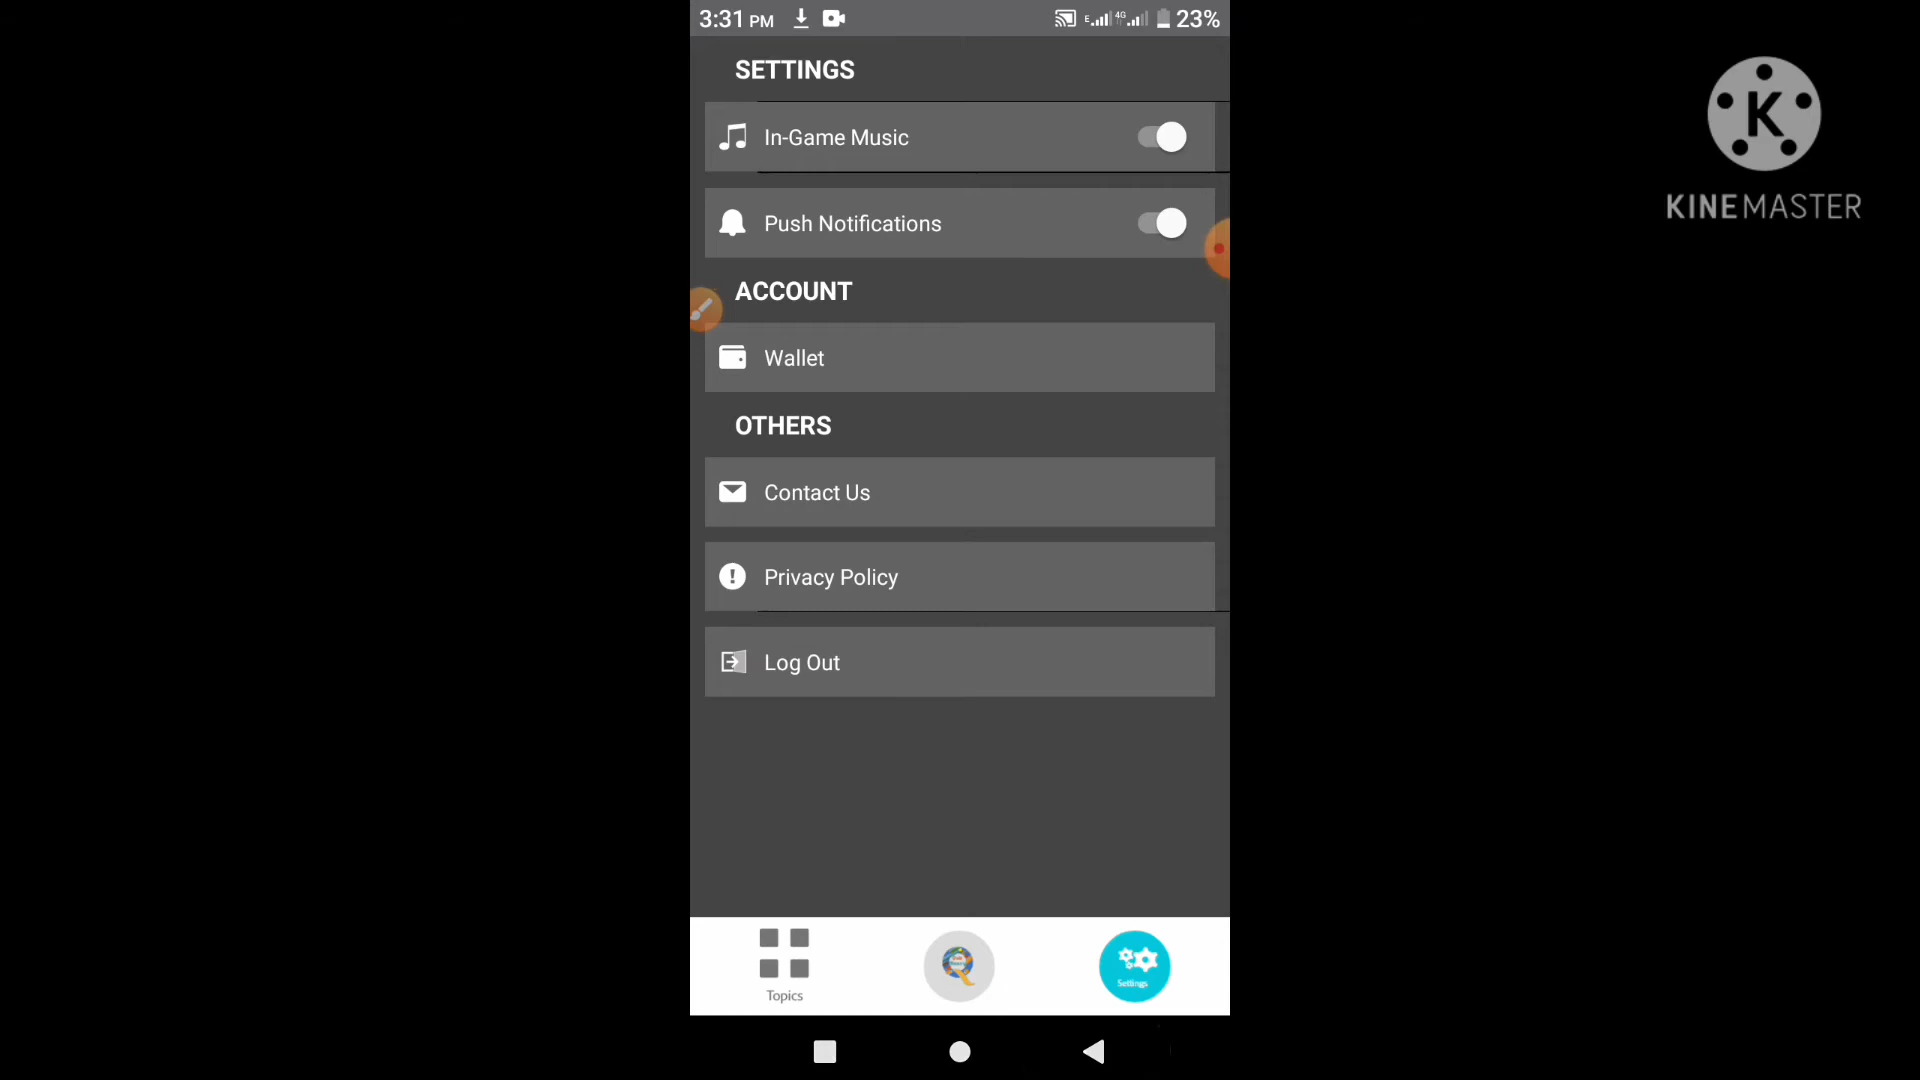 3:31 PM
E 4G 23%
SETTINGS
In-Game Music
Push Notifications
ACCOUNT
Wallet
OTHERS
Contact Us
Privacy Policy
Log Out
Topics
Settings
K
KINEMASTER